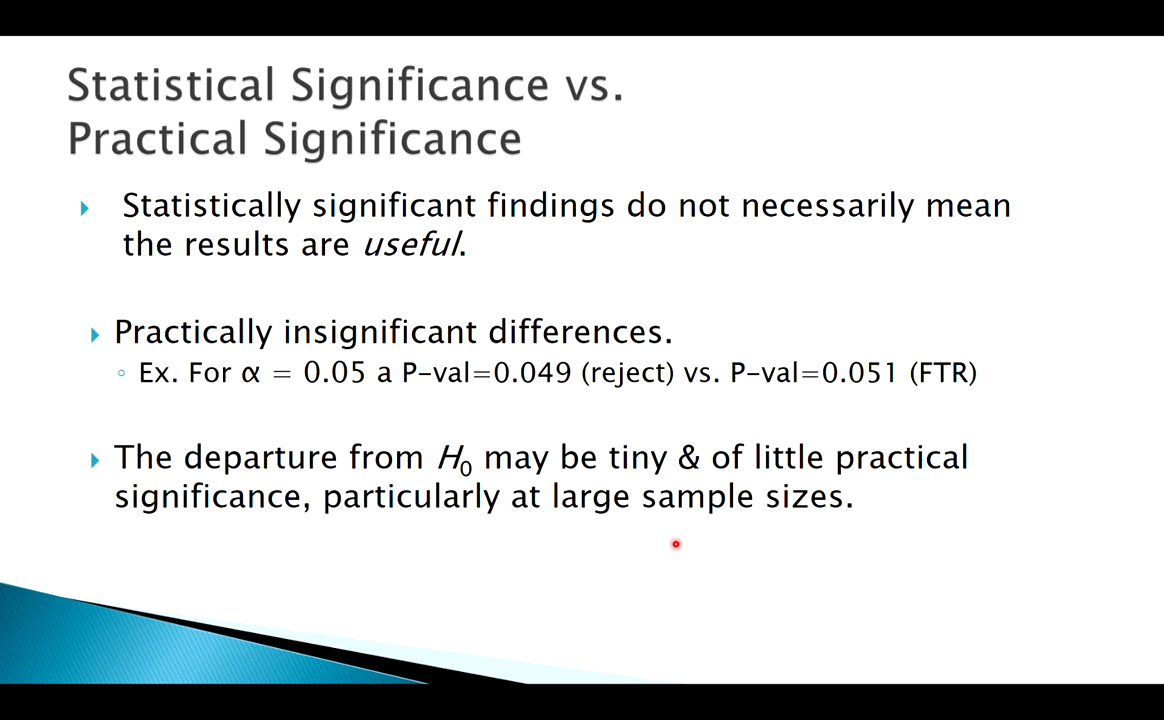 Statistical Significance vs.
Practical Significance
Statistically significant findings do not necessarily mean
the results are useful.
Practically insignificant differences.
Ex. For α = 0.05 a P-val=0.049 (reject) vs. P-val=0.051 (FTR)
The departure from H₀ may be tiny & of little practical
significance, particularly at large sample sizes.